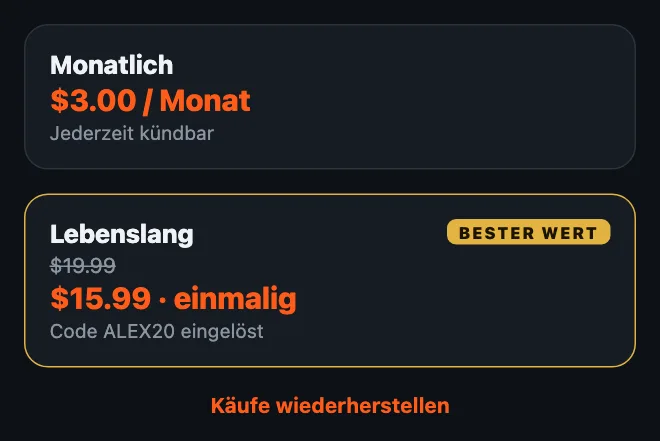 Monatlich
$3.00 / Monat
Jederzeit kündbar
Lebenslang
BESTER WERT
$19.99
$15.99 · einmalig
Code ALEX20 eingelöst
Käufe wiederherstellen